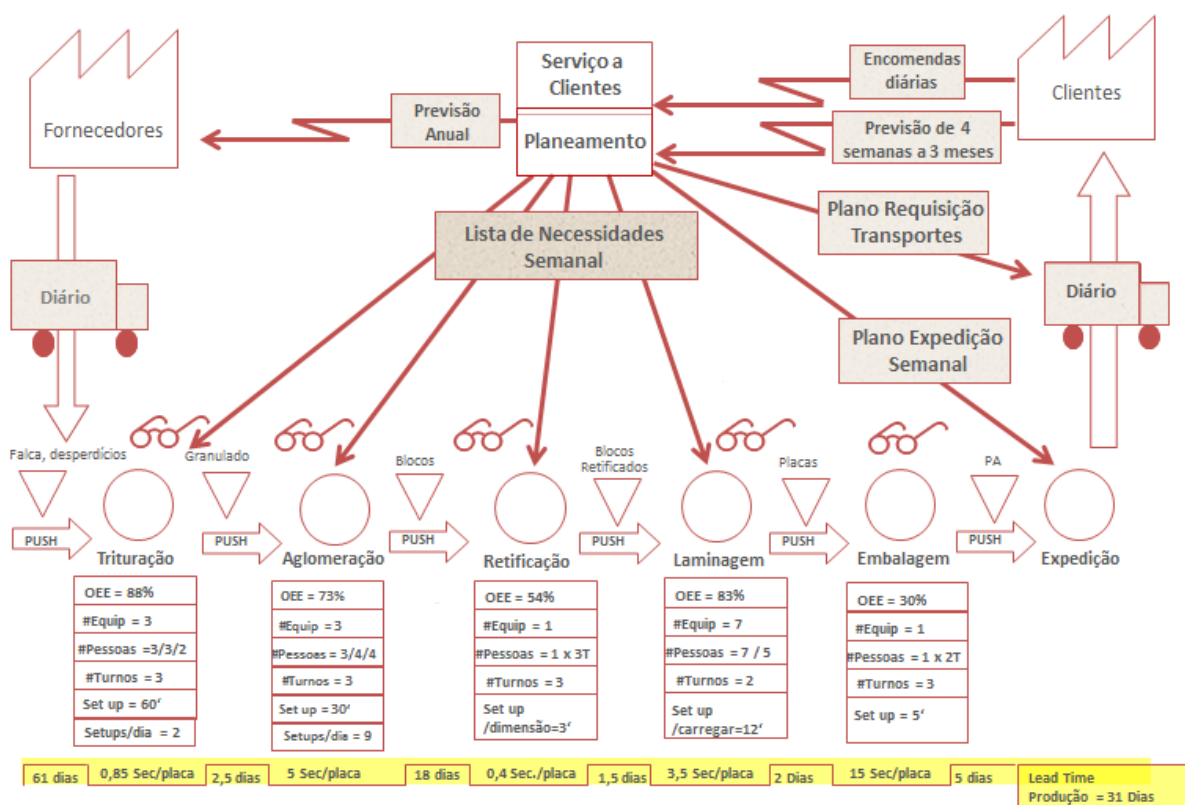 Fornecedores
Previsão
Anual
Serviço a
Clientes
Planeamento
Encomendas
diárias
Previsão de 4
semanas a 3 meses
Clientes
Lista de Necessidades
Semanal
Plano Requisição
Transportes
Diário
Diário
Plano Expedição
Semanal
Falca, desperdícios
Granulado
Blocos
Blocos
Retificados
Placas
PA
PUSH
PUSH
PUSH
PUSH
PUSH
PUSH
Trituração
Aglomeração
Retificação
Laminagem
Embalagem
Expedição
OEE = 88%
#Equip = 3
#Pessoas =3/3/2
#Turnos = 3
Set up = 60‘
Setups/dia = 2
OEE = 73%
#Equip = 3
#Pessoas = 3/4/4
#Turnos = 3
Set up = 30‘
Setups/dia = 9
OEE = 54%
#Equip = 1
#Pessoas = 1 x 3T
#Turnos = 3
Set up
/dimensão=3‘
OEE = 83%
#Equip = 7
#Pessoas = 7 / 5
#Turnos = 2
Set up
/carregar=12‘
OEE = 30%
#Equip = 1
#Pessoas = 1 x 2T
#Turnos = 3
Set up = 5‘
61 dias
0,85 Sec/placa
2,5 dias
5 Sec/placa
18 dias
0,4 Sec./placa
1,5 dias
3,5 Sec/placa
2 Dias
15 Sec/placa
5 dias
Lead Time
Produção = 31 Dias